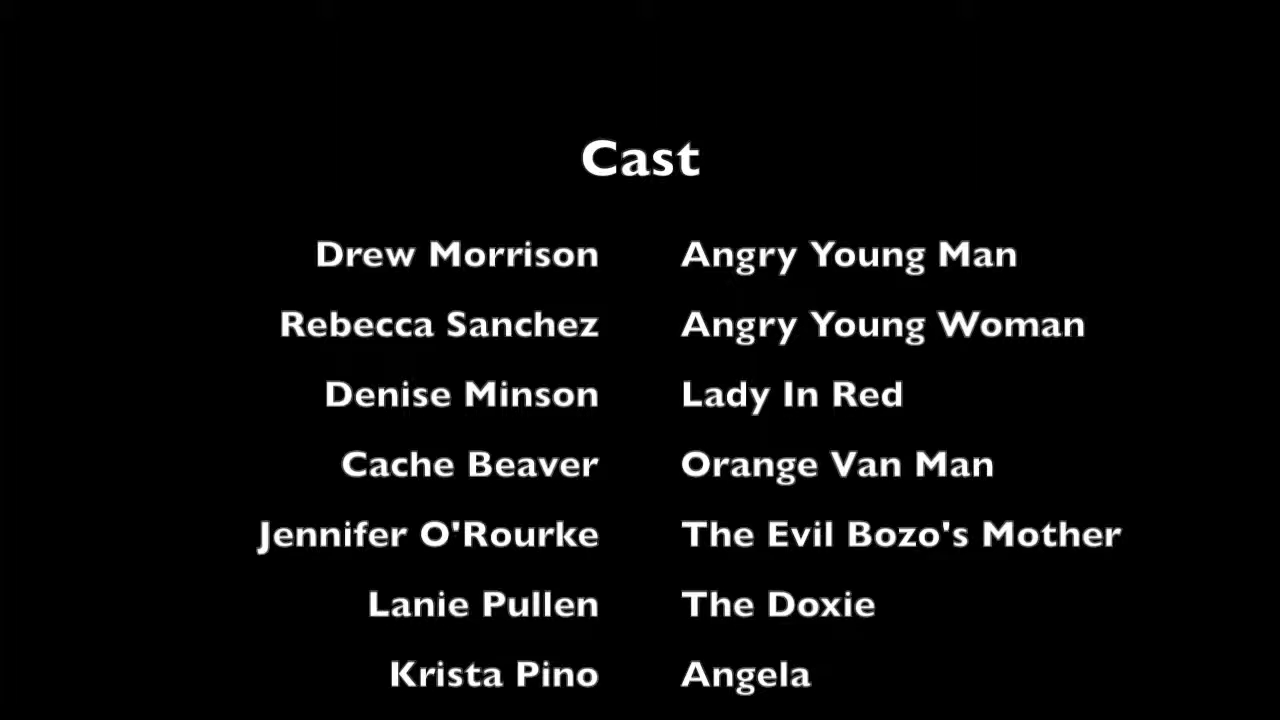 Cast
Drew Morrison Angry Young Man
Rebecca Sanchez Angry Young Woman
Denise Minson Lady In Red
Cache Beaver Orange Van Man
Jennifer O'Rourke The Evil Bozo's Mother
Lanie Pullen The Doxie
Krista Pino Angela